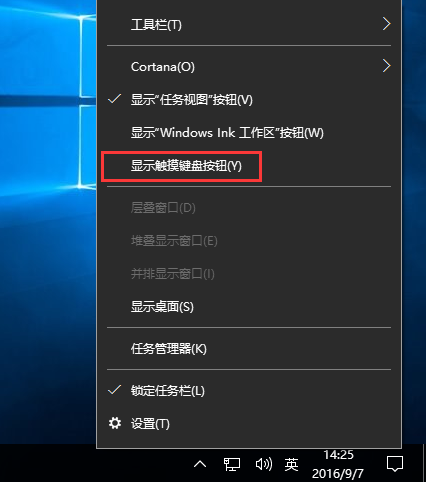 工具栏(T)
Cortana(O)
显示“任务视图”按钮(V)
显示“Windows Ink 工作区”按钮(W)
显示触摸键盘按钮(Y)
层叠窗口(D)
堆叠显示窗口(E)
并排显示窗口(I)
显示桌面(S)
任务管理器(K)
锁定任务栏(L)
设置(T)
英
14:25
2016/9/7